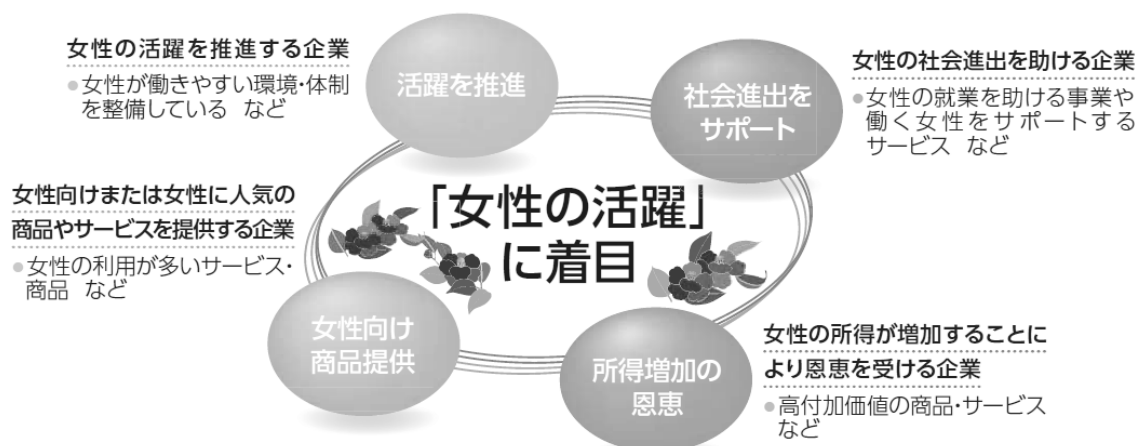 女性の活躍を推進する企業
●女性が働きやすい環境・体制
を整備している など
活躍を推進
社会進出を
サポート
女性の社会進出を助ける企業
●女性の就業を助ける事業や
働く女性をサポートする
サービス など
女性向けまたは女性に人気の
商品やサービスを提供する企業
●女性の利用が多いサービス・
商品 など
「女性の活躍」
に着目
女性向け
商品提供
所得増加の
恩恵
女性の所得が増加することに
より恩恵を受ける企業
●高付加価値の商品・サービス
など